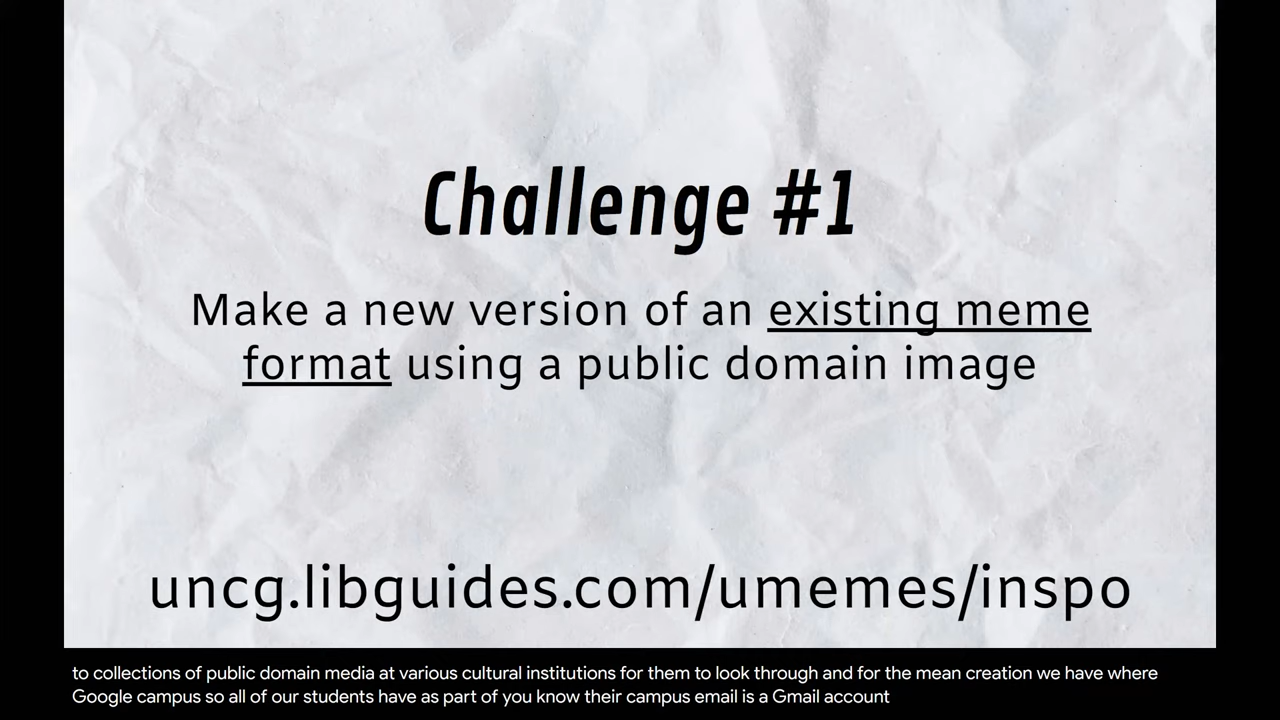 Challenge #1
Make a new version of an existing meme
format using a public domain image
uncg.libguides.com/umemes/inspo
to collections of public domain media at various cultural institutions for them to look through and for the mean creation we have where
Google campus so all of our students have as part of you know their campus email is a Gmail account